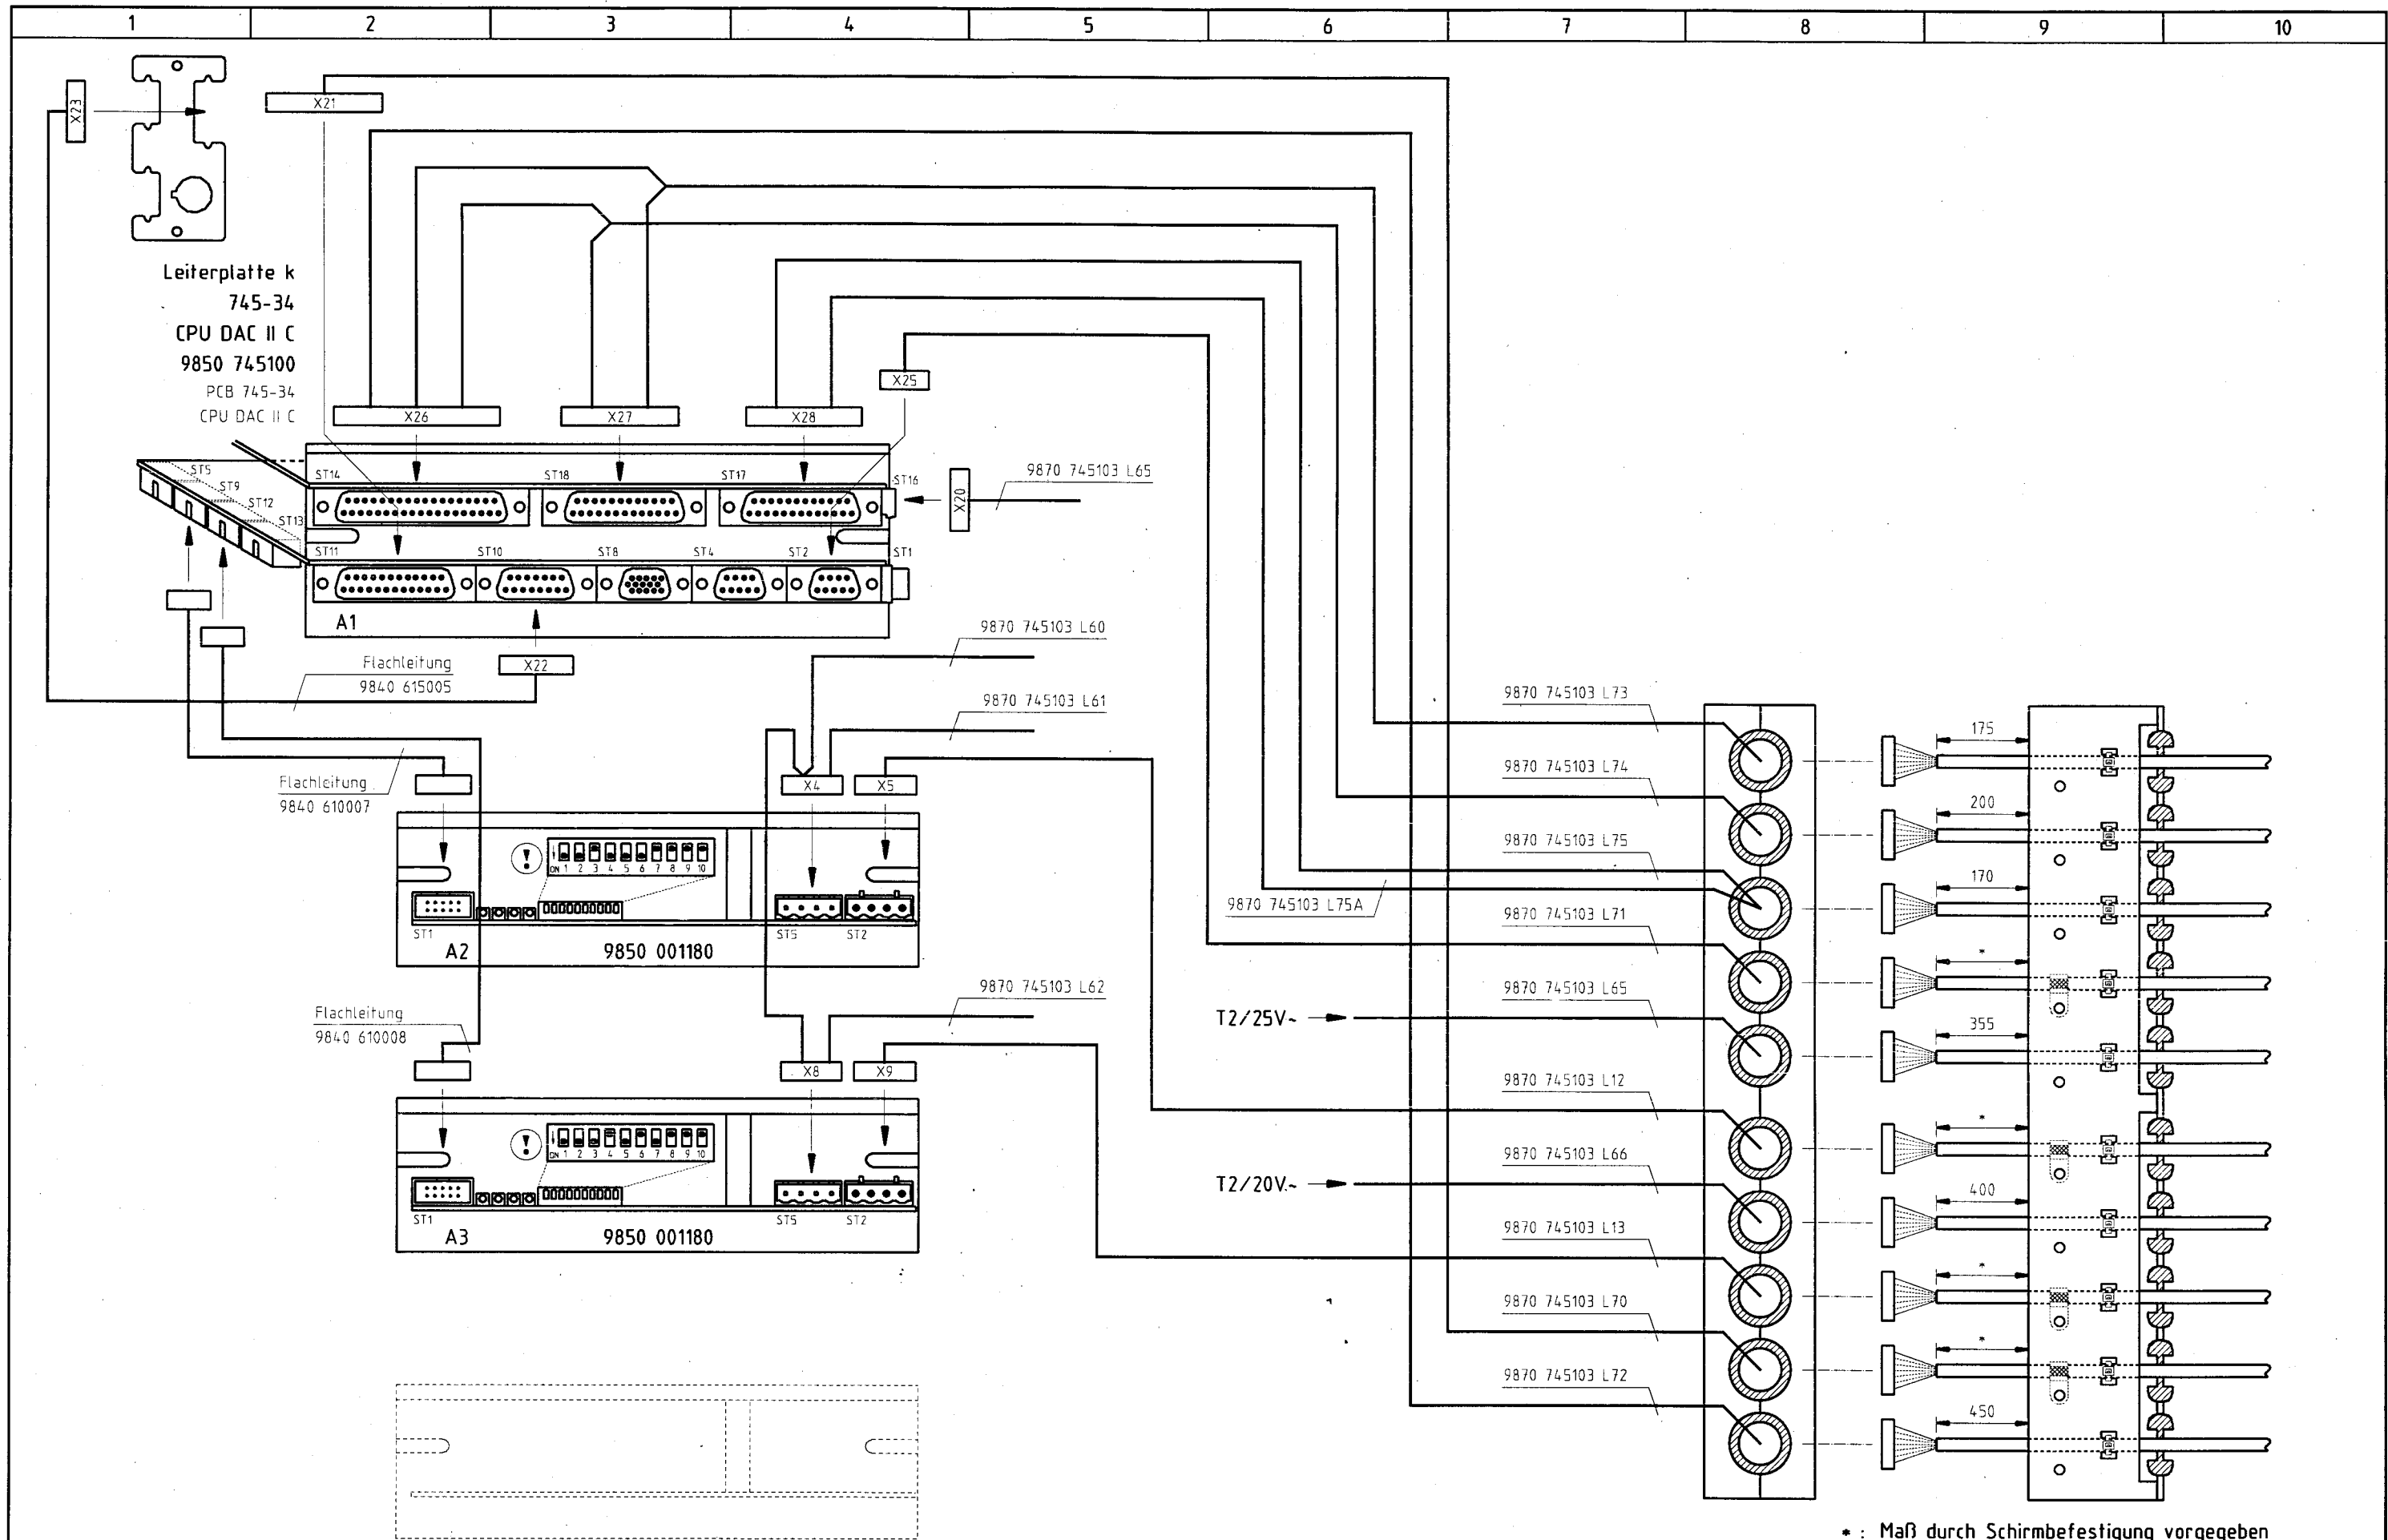 1 2 3 4 5 6 7 8 9 10
X23
X21
Leiterplatte k
745-34
CPU DAC II C
9850 745100
PCB 745-34
CPU DAC II C
X25
X26 X27 X28
ST5
ST9
ST12
ST13
ST14 ST18 ST17 ST16
X20
9870 745103 L65
ST11 ST10 ST8 ST4 ST2 ST1
A1
X22
Flachleitung
9840 615005
9870 745103 L60
9870 745103 L61
Flachleitung
9840 610007
X4 X5
ON 1 2 3 4 5 6 7 8 9 10
ST1 ST5 ST2
A2 9850 001180
9870 745103 L62
Flachleitung
9840 610008
X8 X9
ON 1 2 3 4 5 6 7 8 9 10
ST1 ST5 ST2
A3 9850 001180
9870 745103 L73
9870 745103 L74
9870 745103 L75
9870 745103 L75A
9870 745103 L71
9870 745103 L65
T2/25V~
9870 745103 L12
9870 745103 L66
T2/20V~
9870 745103 L13
9870 745103 L70
9870 745103 L72
175
200
170
*
355
*
400
*
*
450
* : Maß durch Schirmbefestigung vorgegeben